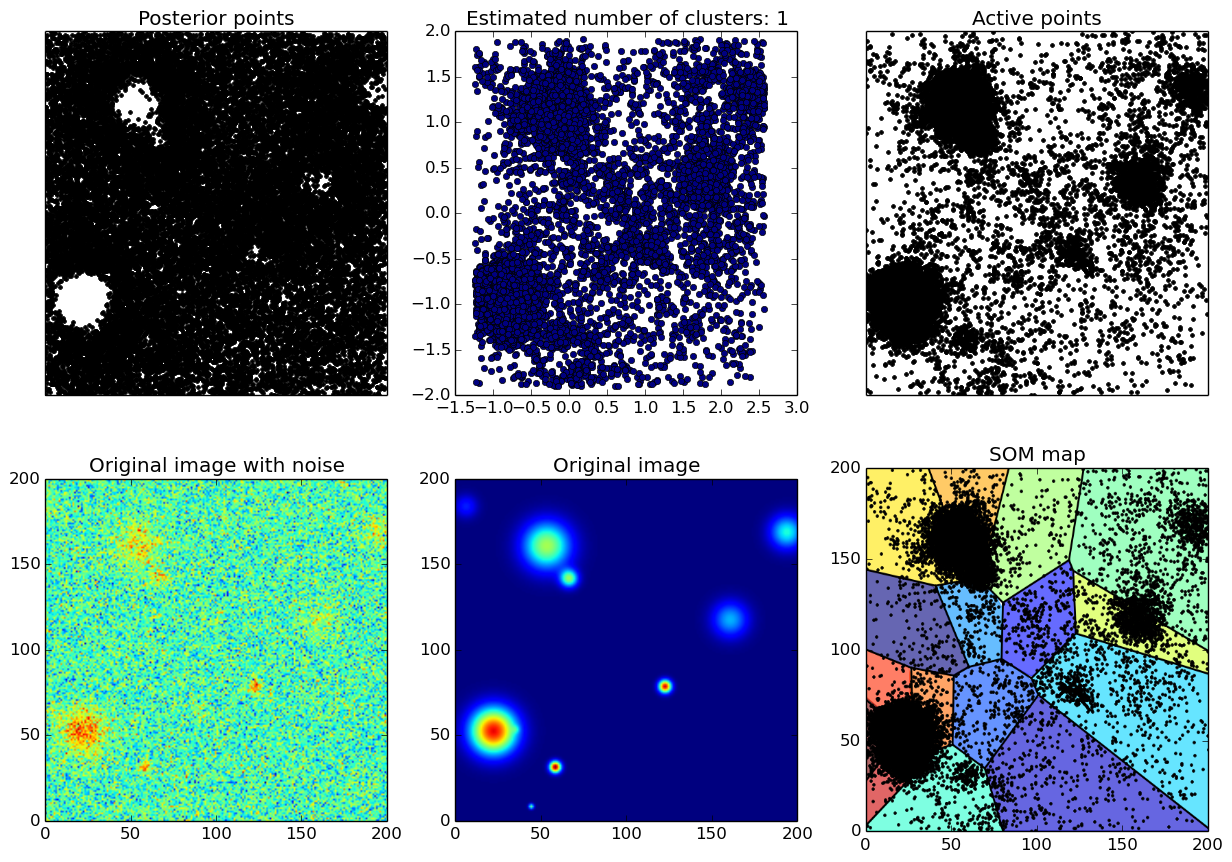 Posterior points
Estimated number of clusters: 1
Active points
2.0
1.5
1.0
0.5
0.0
−0.5
−1.0
−1.5
−2.0
−1.5 −1.0 −0.5 0.0 0.5 1.0 1.5 2.0 2.5 3.0
Original image with noise
Original image
SOM map
200
150
100
50
0
0 50 100 150 200
200
150
100
50
0
0 50 100 150 200
200
150
100
50
0
0 50 100 150 200